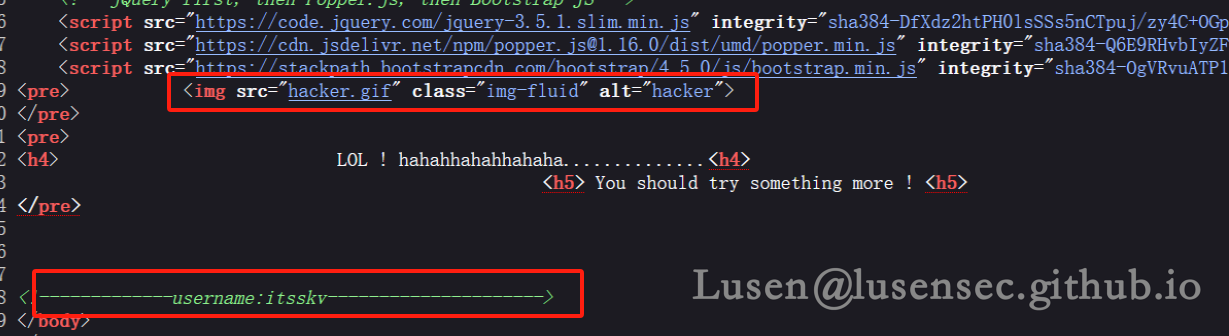 <!-- jQuery first, then Popper.js, then Bootstrap JS -->
<script src="https://code.jquery.com/jquery-3.5.1.slim.min.js" integrity="sha384-DfXdz2htPH0lsSSs5nCTpuj/zy4C+OGp
7 <script src="https://cdn.jsdelivr.net/npm/popper.js@1.16.0/dist/umd/popper.min.js" integrity="sha384-Q6E9RHvbIyZF
8 <script src="https://stackpath.bootstrapcdn.com/bootstrap/4.5.0/js/bootstrap.min.js" integrity="sha384-OgVRvuATP1
9 <pre> <img src="hacker.gif" class="img-fluid" alt="hacker">
0 </pre>
1 <pre>
2 <h4> LOL ! hahahhahahhahaha..............<h4>
3 <h5> You should try something more ! <h5>
4 </pre>
5
6
7
8 <!-------------username:itsskv--------------------->
9 </body>
Lusen@lusensec.github.io